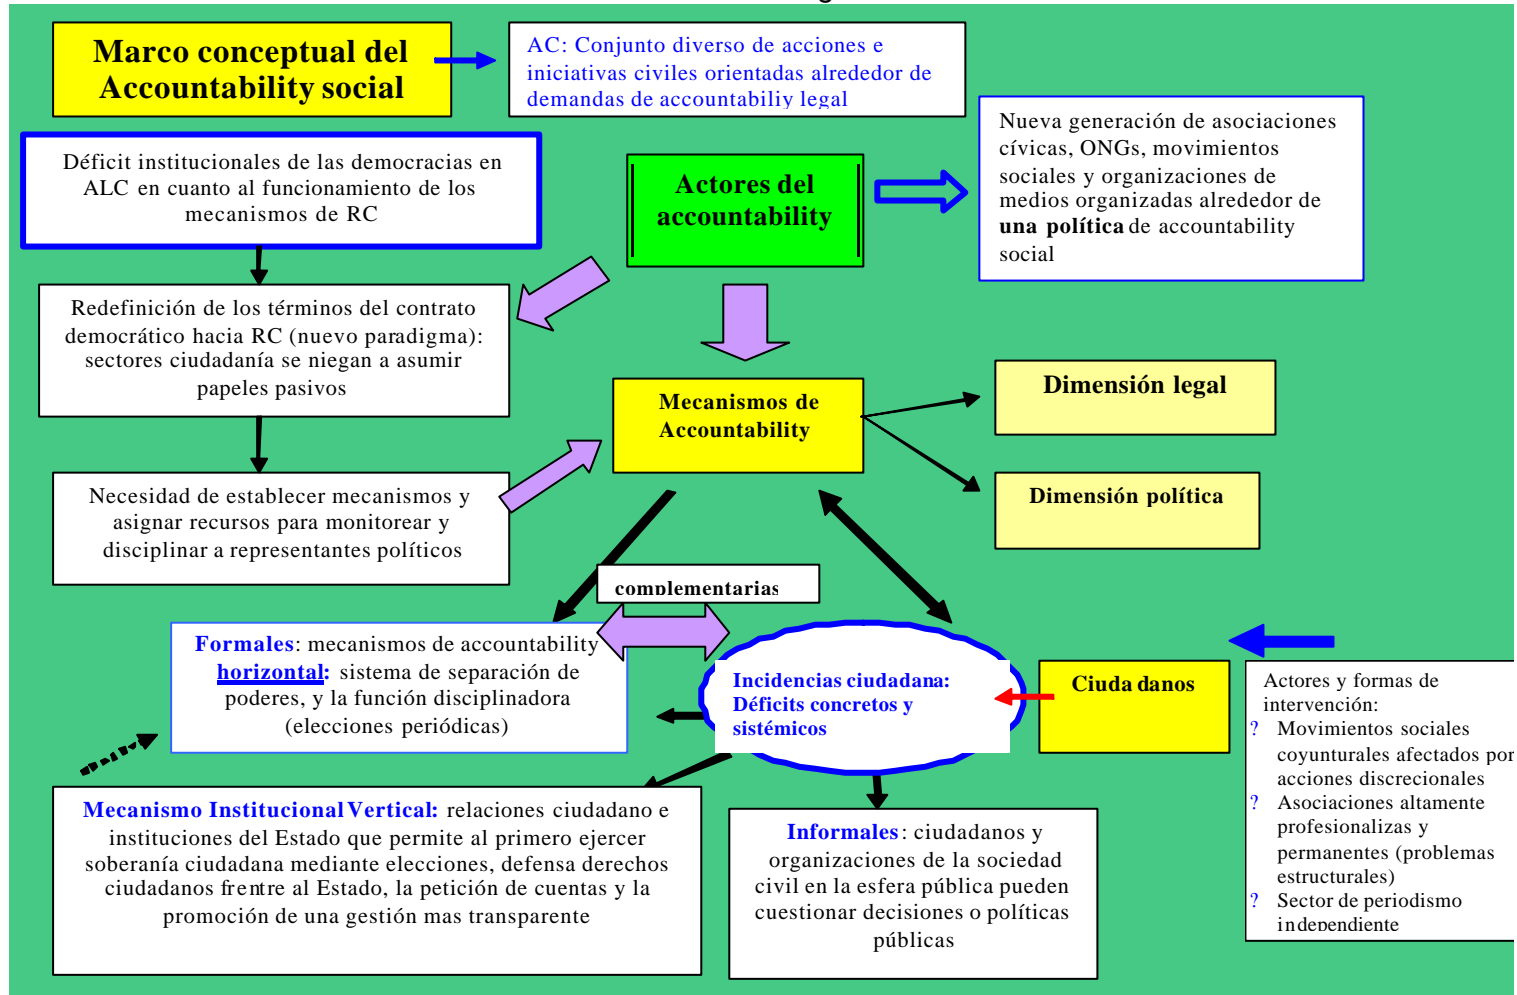 Marco conceptual del
Accountability social
AC: Conjunto diverso de acciones e
iniciativas civiles orientadas alrededor de
demandas de accountabiliy legal
Nueva generación de asociaciones
cívicas, ONGs, movimientos
sociales y organizaciones de
medios organizadas alrededor de
una política de accountability
social
Déficit institucionales de las democracias en
ALC en cuanto al funcionamiento de los
mecanismos de RC
Actores del
accountability
Redefinición de los términos del contrato
democrático hacia RC (nuevo paradigma):
sectores ciudadanía se niegan a asumir
papeles pasivos
Mecanismos de
Accountability
Dimensión legal
Dimensión política
Necesidad de establecer mecanismos y
asignar recursos para monitorear y
disciplinar a representantes políticos
complementarias
Formales: mecanismos de accountability
horizontal: sistema de separación de
poderes, y la función disciplinadora
(elecciones periódicas)
Incidencias ciudadana:
Déficits concretos y
sistémicos
Ciuda danos
Actores y formas de
intervención:
? Movimientos sociales
coyunturales afectados por
acciones discrecionales
? Asociaciones altamente
profesionalizas y
permanentes (problemas
estructurales)
? Sector de periodismo
independiente
Mecanismo Institucional Vertical: relaciones ciudadano e
instituciones del Estado que permite al primero ejercer
soberanía ciudadana mediante elecciones, defensa derechos
ciudadanos frentre al Estado, la petición de cuentas y la
promoción de una gestión mas transparente
Informales: ciudadanos y
organizaciones de la sociedad
civil en la esfera pública pueden
cuestionar decisiones o políticas
públicas